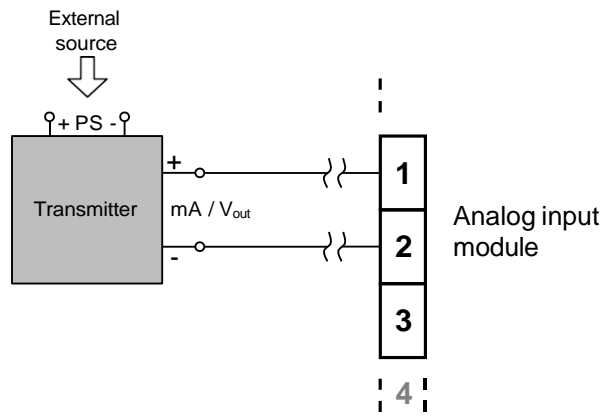 External
source
+ PS -
Transmitter
+
mA / Vout
-
1
2
3
4
Analog input
module